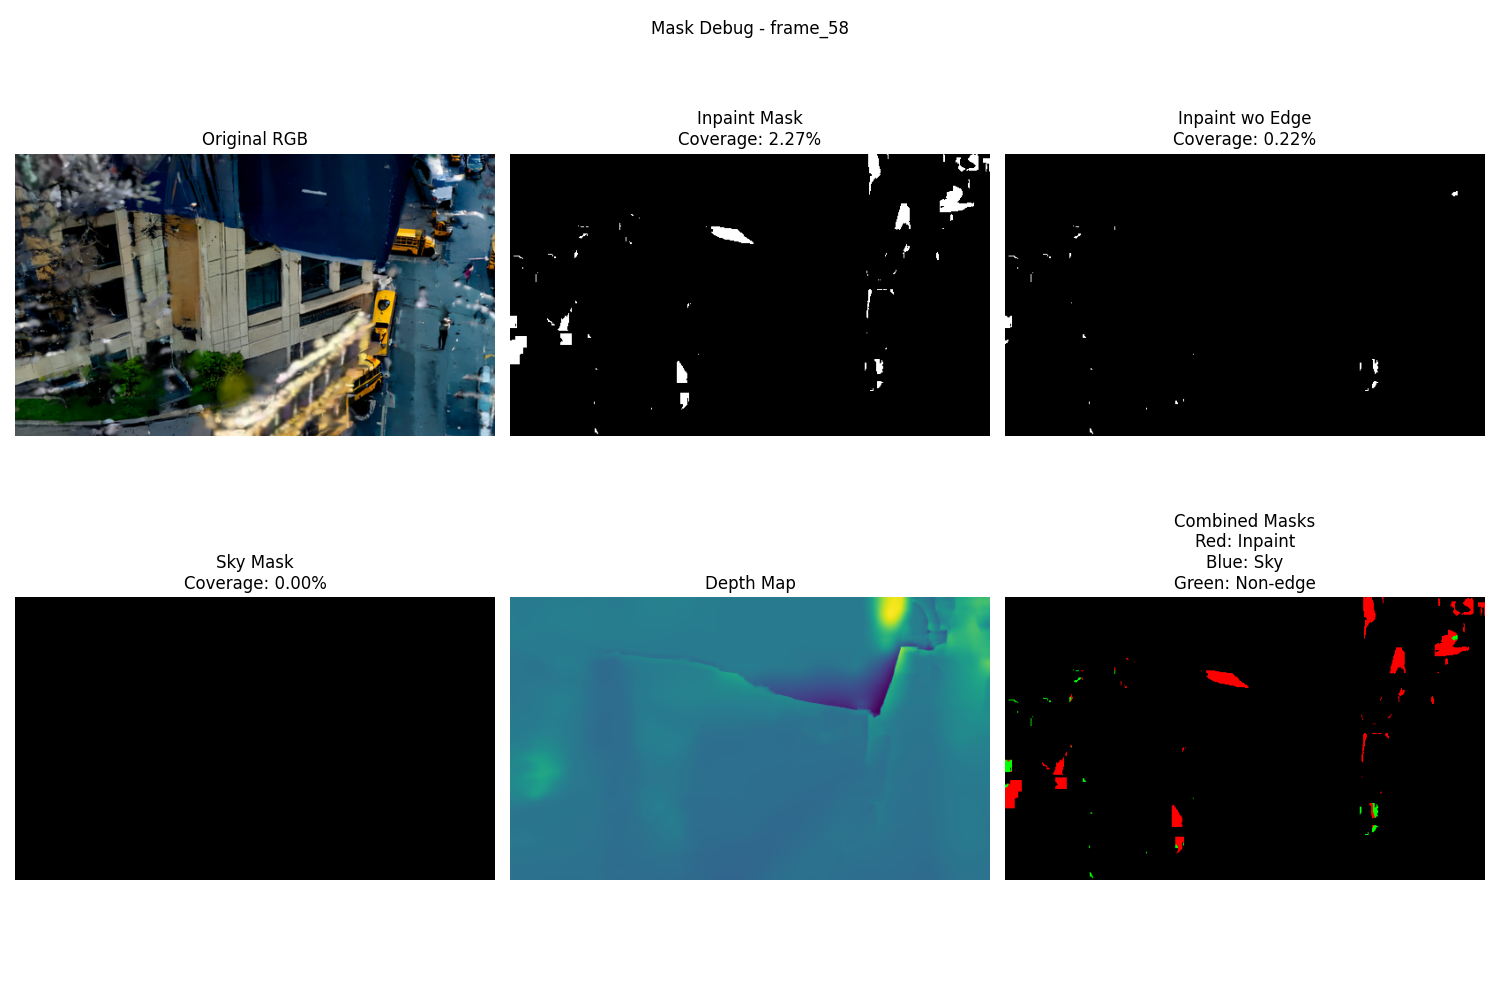 Mask Debug - frame_58
Original RGB
Inpaint Mask
Coverage: 2.27%
Inpaint wo Edge
Coverage: 0.22%
Sky Mask
Coverage: 0.00%
Depth Map
Combined Masks
Red: Inpaint
Blue: Sky
Green: Non-edge